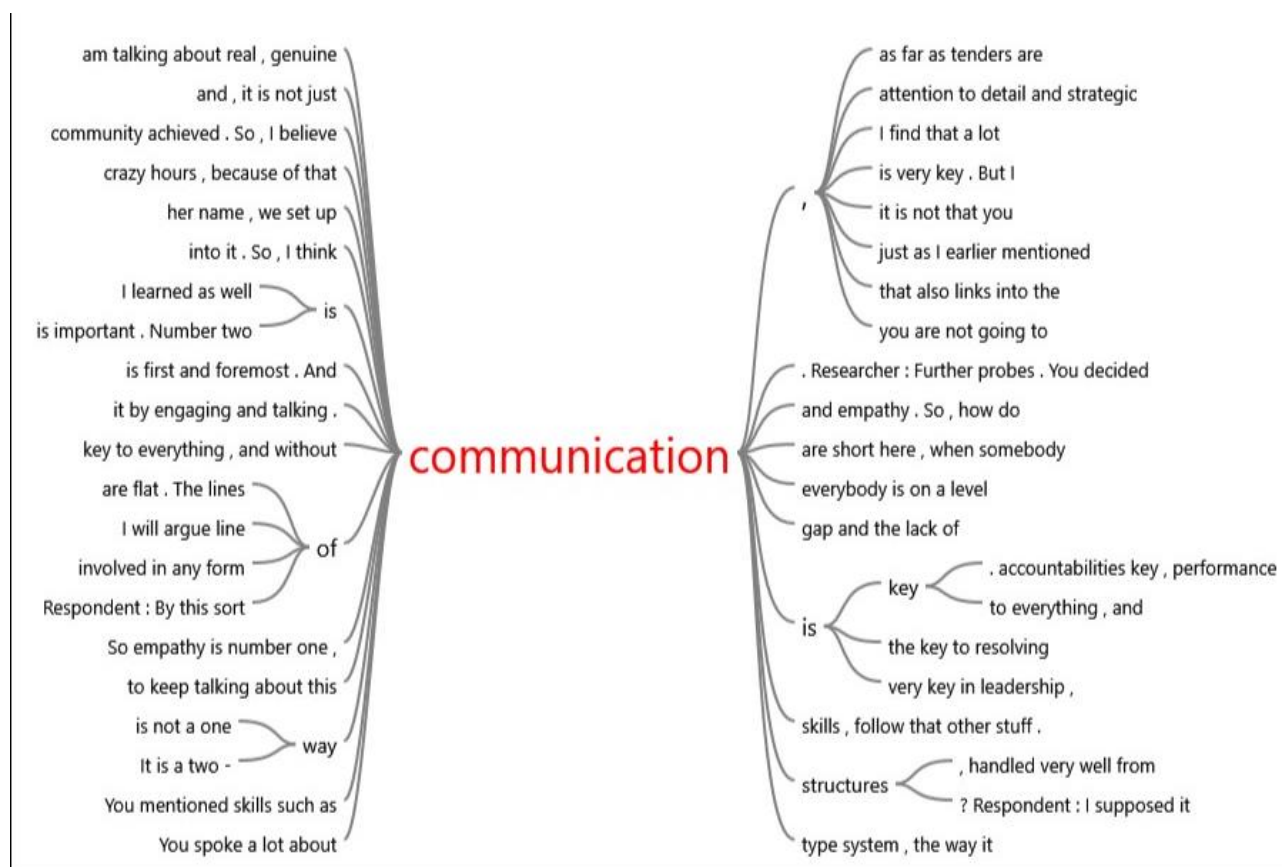 am talking about real , genuine
and , it is not just
community achieved . So , I believe
crazy hours , because of that
her name , we set up
into it . So , I think
I learned as well
is
is important . Number two
is first and foremost . And
it by engaging and talking .
key to everything , and without
are flat . The lines
I will argue line
of
involved in any form
Respondent : By this sort
So empathy is number one ,
to keep talking about this
is not a one
way
It is a two -
You mentioned skills such as
You spoke a lot about
communication
,
as far as tenders are
attention to detail and strategic
I find that a lot
is very key . But I
it is not that you
just as I earlier mentioned
that also links into the
you are not going to
. Researcher : Further probes . You decided
and empathy . So , how do
are short here , when somebody
everybody is on a level
gap and the lack of
is
key
. accountabilities key , performance
to everything , and
the key to resolving
very key in leadership ,
skills , follow that other stuff .
structures
, handled very well from
? Respondent : I supposed it
type system , the way it